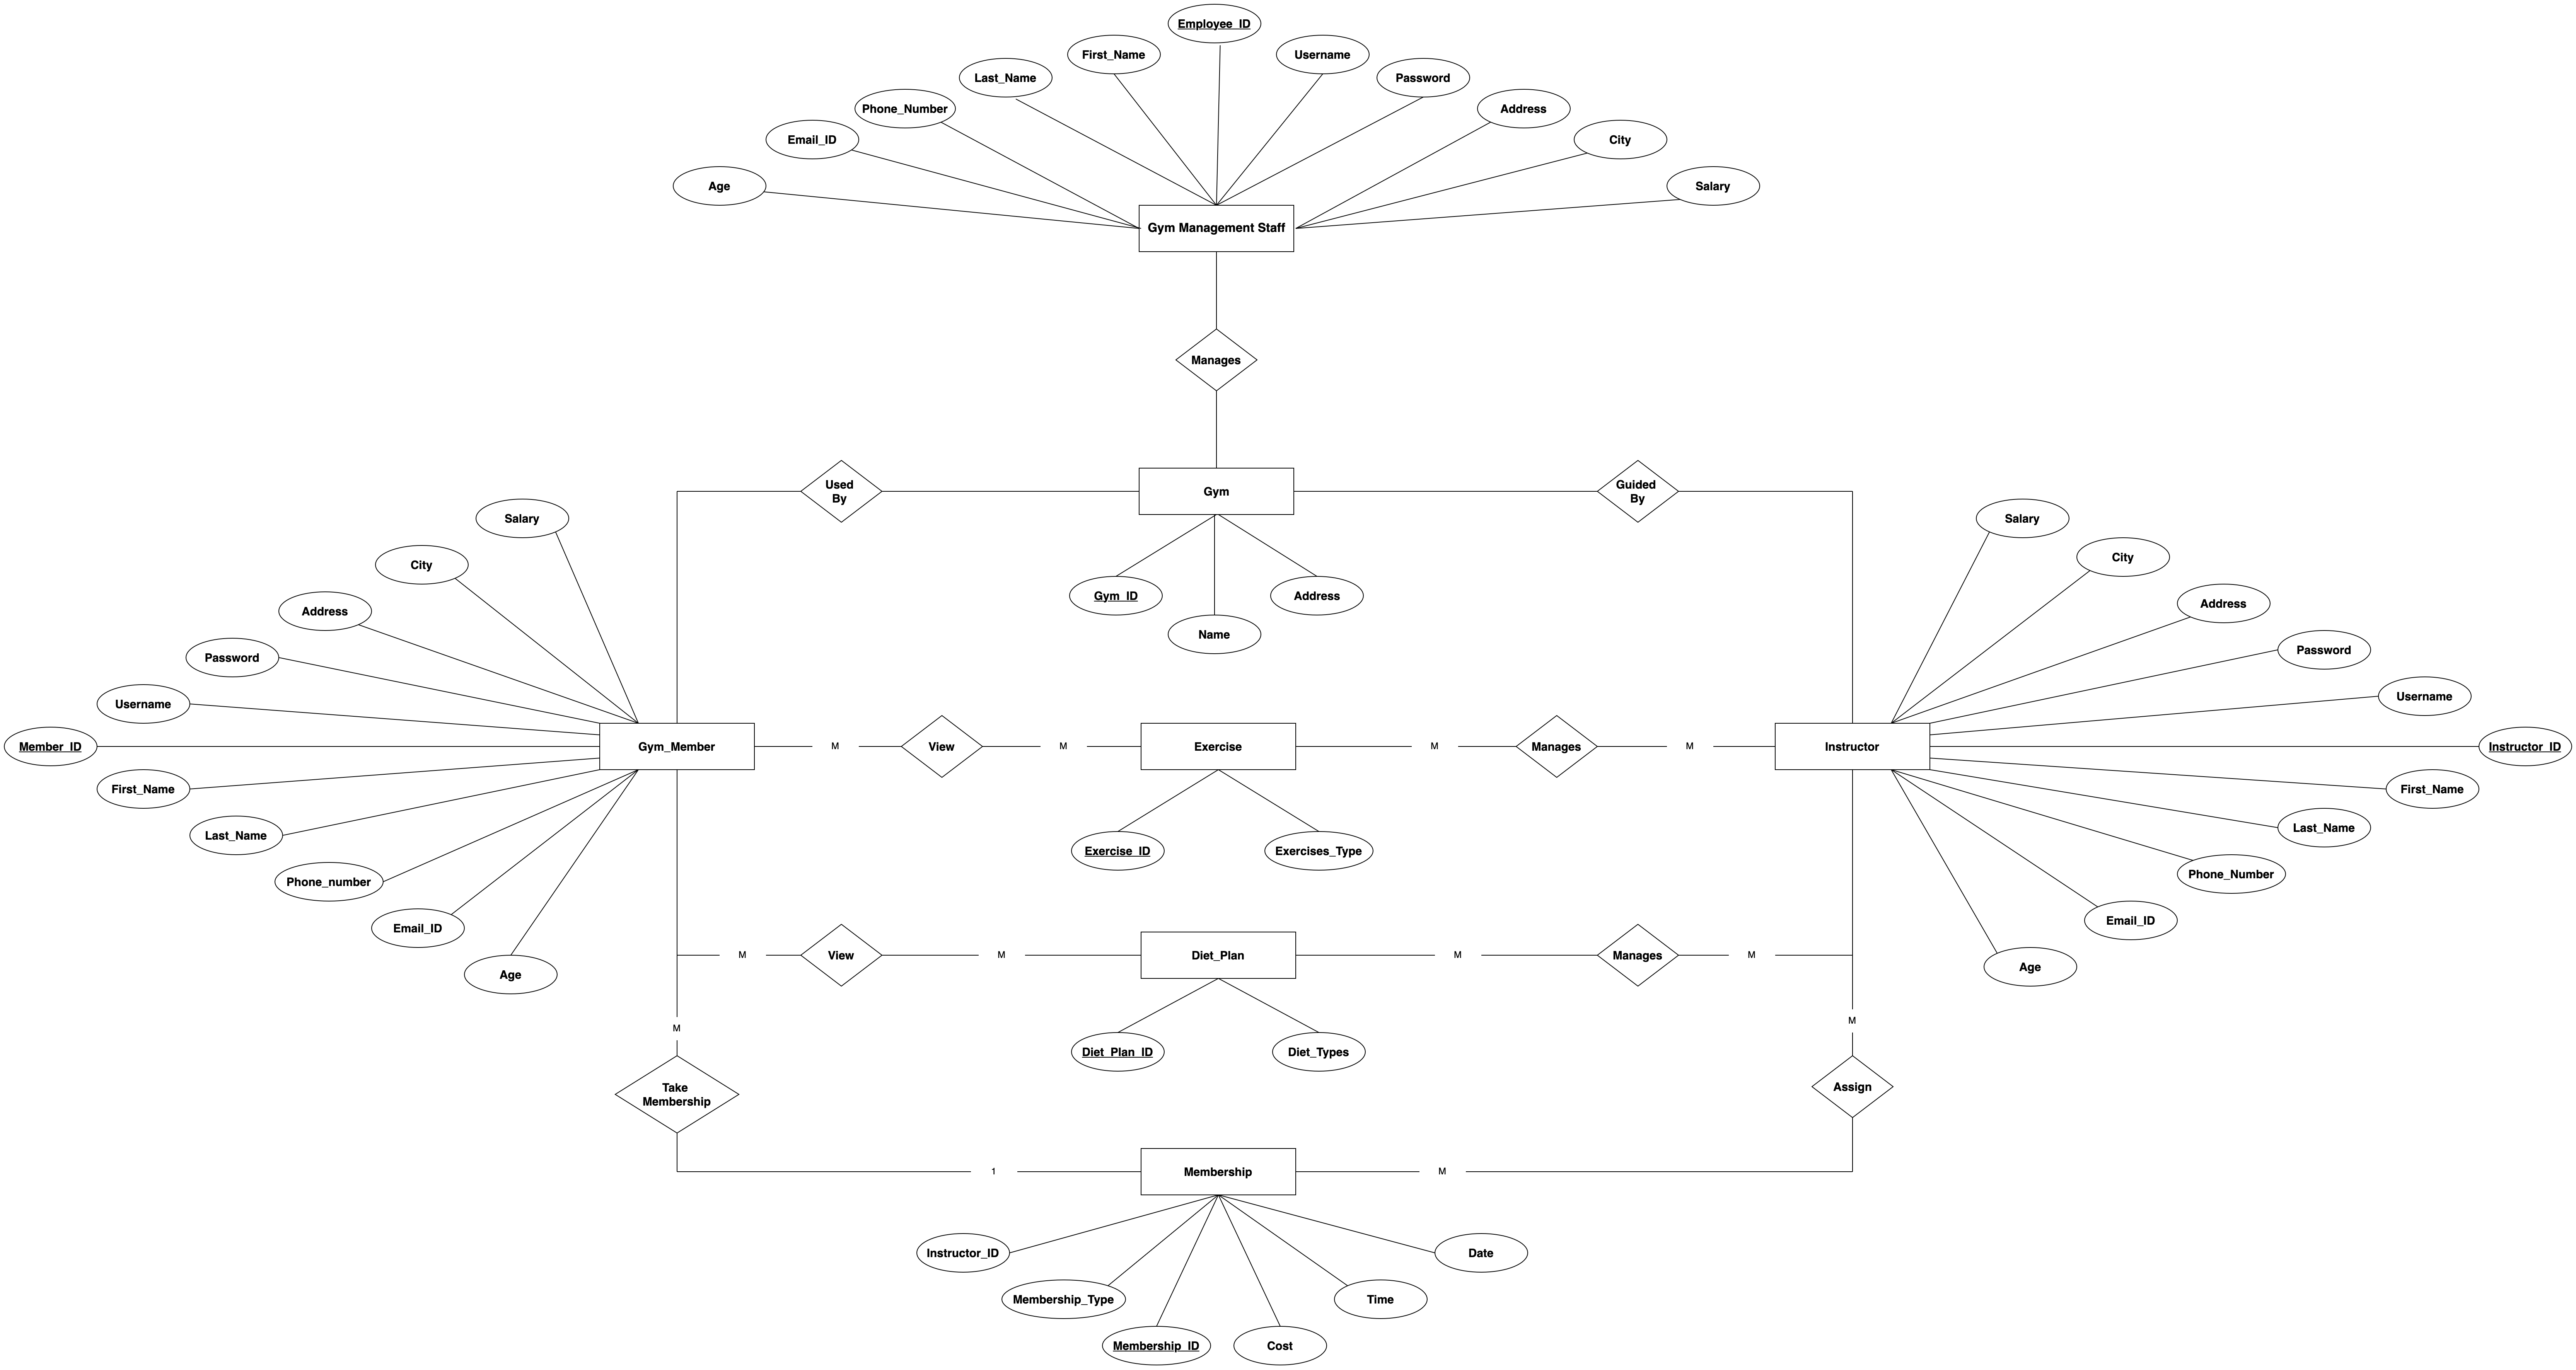 Employee_ID
First_Name
Username
Last_Name
Password
Phone_Number
Address
Email_ID
City
Age
Salary
Gym Management Staff
Manages
Used
By
Gym
Guided
By
Salary
Salary
City
City
Gym_ID
Address
Address
Address
Name
Password
Password
Username
Username
Member_ID
Gym_Member
M
View
M
Exercise
M
Manages
M
Instructor
Instructor_ID
First_Name
First_Name
Last_Name
Last_Name
Exercise_ID
Exercises_Type
Phone_number
Phone_Number
Email_ID
Email_ID
Age
Age
M
View
M
Diet_Plan
M
Manages
M
M
M
Diet_Plan_ID
Diet_Types
Take
Membership
Assign
1
Membership
M
Instructor_ID
Date
Membership_Type
Time
Membership_ID
Cost